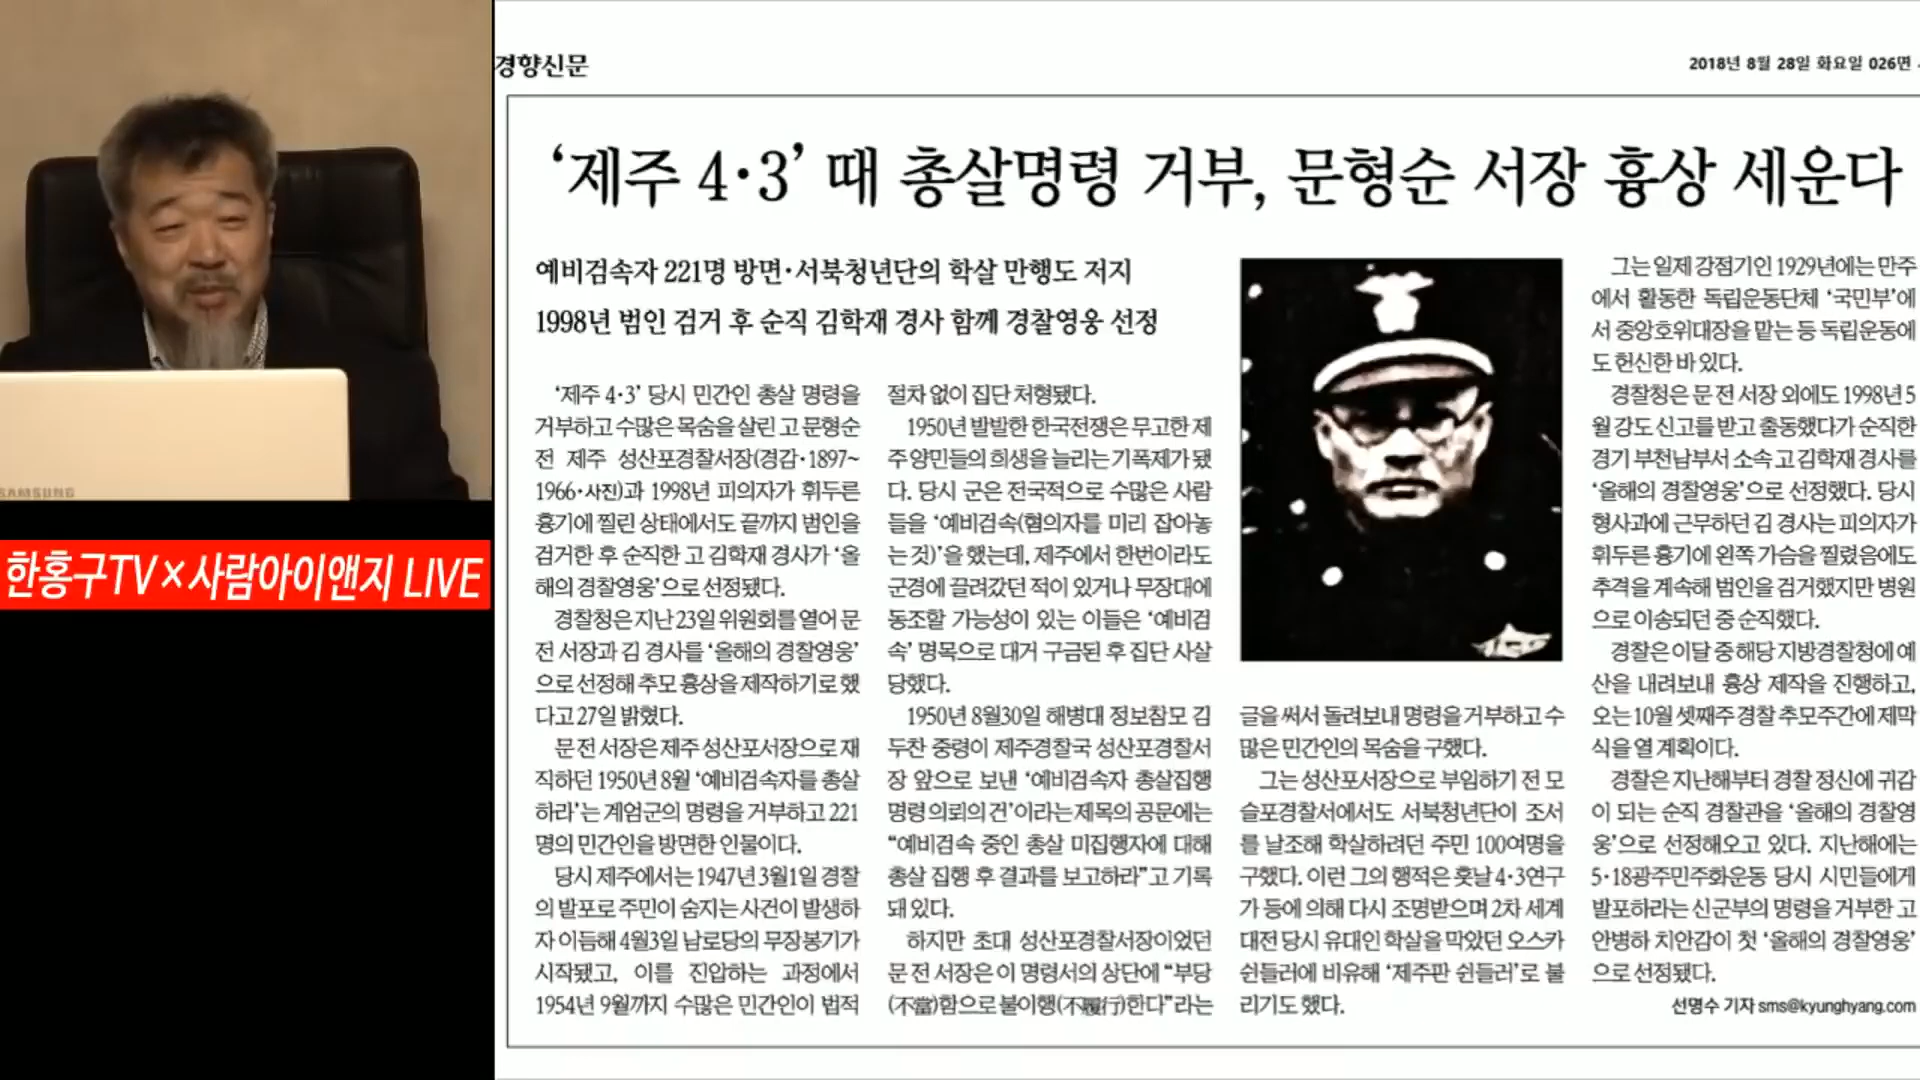 경향신문
2018년 8월 28일 화요일 026면
‘제주 4·3’ 때 총살명령 거부, 문형순 서장 흉상 세운다
예비검속자 221명 방면·서북청년단의 학살 만행도 저지
1998년 범인 검거 후 순직 김학재 경사 함께 경찰영웅 선정
‘제주 4·3’ 당시 민간인 총살 명령을
거부하고 수많은 목숨을 살린 고 문형순
전 제주 성산포경찰서장(경감·1897~
1966·사진)과 1998년 피의자가 휘두른
흉기에 찔린 상태에서도 끝까지 범인을
검거한 후 순직한 고 김학재 경사가 ‘올
해의 경찰영웅’으로 선정됐다.
경찰청은 지난 23일 위원회를 열어 문
전 서장과 김 경사를 ‘올해의 경찰영웅’
으로 선정해 추모 흉상을 제작하기로 했
다고 27일 밝혔다.
문 전 서장은 제주 성산포서장으로 재
직하던 1950년 8월 ‘예비검속자를 총살
하라’는 계엄군의 명령을 거부하고 221
명의 민간인을 방면한 인물이다.
당시 제주에서는 1947년 3월1일 경찰
의 발포로 주민이 숨지는 사건이 발생하
자 이듬해 4월3일 남로당의 무장봉기가
시작됐고, 이를 진압하는 과정에서
1954년 9월까지 수많은 민간인이 법적
절차 없이 집단 처형됐다.
1950년 발발한 한국전쟁은 무고한 제
주 양민들의 희생을 늘리는 기폭제가 됐
다. 당시 군은 전국적으로 수많은 사람
들을 ‘예비검속(혐의자를 미리 잡아놓
는 것)’을 했는데, 제주에서 한번이라도
군경에 끌려갔던 적이 있거나 무장대에
동조할 가능성이 있는 이들은 ‘예비검
속’ 명목으로 대거 구금된 후 집단 사살
당했다.
1950년 8월30일 해병대 정보참모 김
두찬 중령이 제주경찰국 성산포경찰서
장 앞으로 보낸 ‘예비검속자 총살집행
명령 의뢰의 건’이라는 제목의 공문에는
“예비검속 중인 총살 미집행자에 대해
총살 집행 후 결과를 보고하라”고 기록
돼 있다.
하지만 초대 성산포경찰서장이었던
문 전 서장은 이 명령서의 상단에 “부당
(不當)함으로 불이행(不履行)한다”라는
글을 써서 돌려보내 명령을 거부하고 수
많은 민간인의 목숨을 구했다.
그는 성산포서장으로 부임하기 전 모
슬포경찰서에서도 서북청년단이 조서
를 날조해 학살하려던 주민 100여명을
구했다. 이런 그의 행적은 훗날 4·3연구
가 등에 의해 다시 조명받으며 2차 세계
대전 당시 유대인 학살을 막았던 오스카
쉰들러에 비유해 ‘제주판 쉰들러’로 불
리기도 했다.
그는 일제 강점기인 1929년에는 만주
에서 활동한 독립운동단체 ‘국민부’에
서 중앙호위대장을 맡는 등 독립운동에
도 헌신한 바 있다.
경찰청은 문 전 서장 외에도 1998년 5
월 강도 신고를 받고 출동했다가 순직한
경기 부천남부서 소속 고 김학재 경사를
‘올해의 경찰영웅’으로 선정했다. 당시
형사과에 근무하던 김 경사는 피의자가
휘두른 흉기에 왼쪽 가슴을 찔렸음에도
추격을 계속해 범인을 검거했지만 병원
으로 이송되던 중 순직했다.
경찰은 이달 중 해당 지방경찰청에 예
산을 내려보내 흉상 제작을 진행하고,
오는 10월 셋째주 경찰 추모주간에 제막
식을 열 계획이다.
경찰은 지난해부터 경찰 정신에 귀감
이 되는 순직 경찰관을 ‘올해의 경찰영
웅’으로 선정해오고 있다. 지난해에는
5·18광주민주화운동 당시 시민들에게
발포하라는 신군부의 명령을 거부한 고
안병하 치안감이 첫 ‘올해의 경찰영웅’
으로 선정됐다.
선명수 기자 sms@kyunghyang.com
SAMSUNG
한홍구TV×사람아이앤지 LIVE